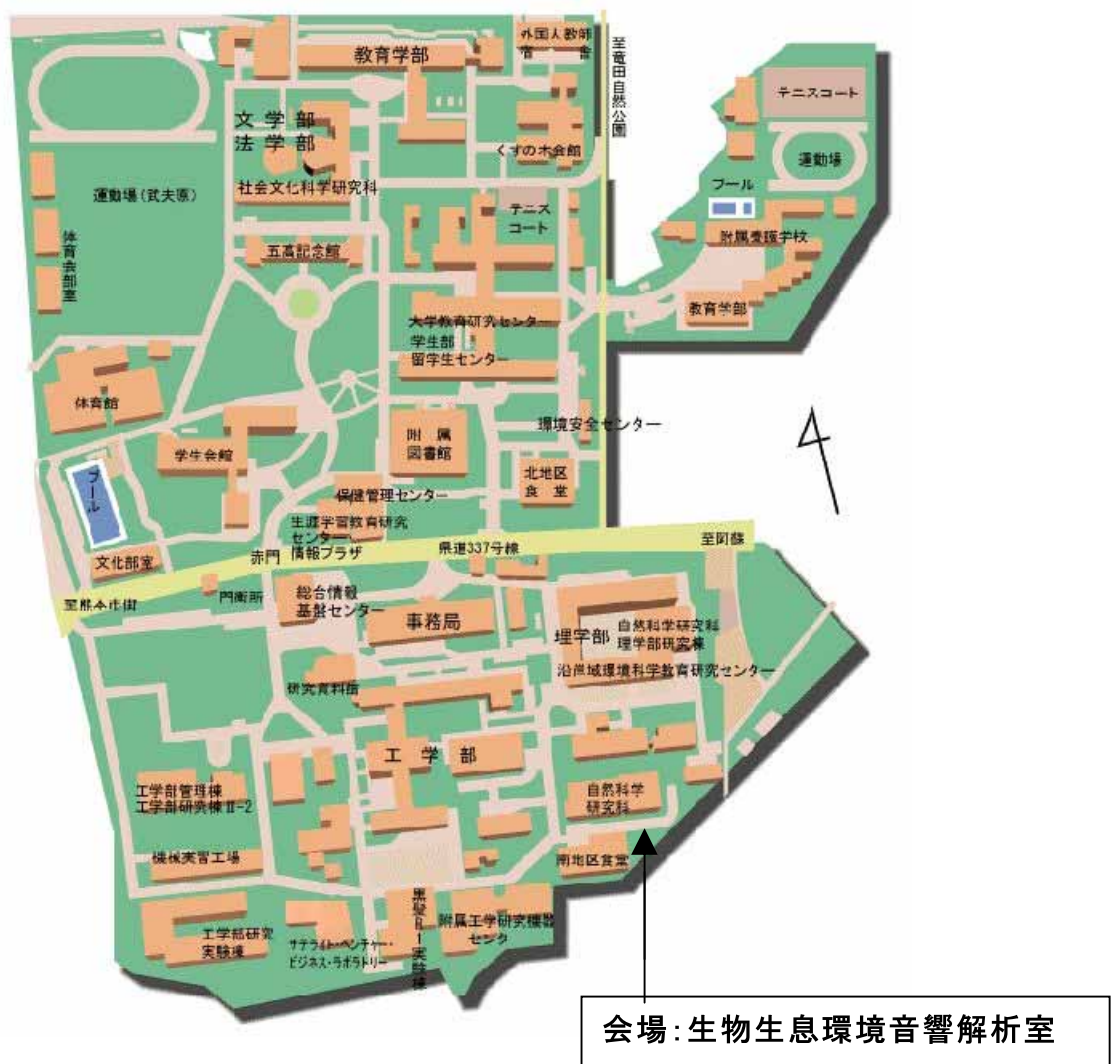 外国人教師
宿 舎
教育学部
至竜田自然公園
テニスコート
文学部
法学部
くすの木会館
運動場
運動場(武夫原)
社会文化科学研究科
プール
テニス
コート
附属養護学校
体育会部室
五高記念館
教育学部
大学教育研究センター
学生部
留学生センター
体育館
環境安全センター
附 属
図書館
学生会館
北地区
食 堂
プール
保健管理センター
生涯学習教育研究
センター
情報プラザ
赤門
県道337号線
至阿蘇
文化部室
至熊本市街
門衛所
総合情報
基盤センター
事務局
理学部
自然科学研究科
理学部研究棟
沿岸域環境科学教育研究センター
研究資料館
工 学 部
工学部管理棟
工学部研究棟Ⅱ-2
自然科学
研究科
機械実習工場
南地区食堂
工学部研究
実験棟
サテライト・ベンチャー・
ビジネス・ラボラトリー
黒髪R1実験棟
附属工学研究機器
センタ
会場:生物生息環境音響解析室